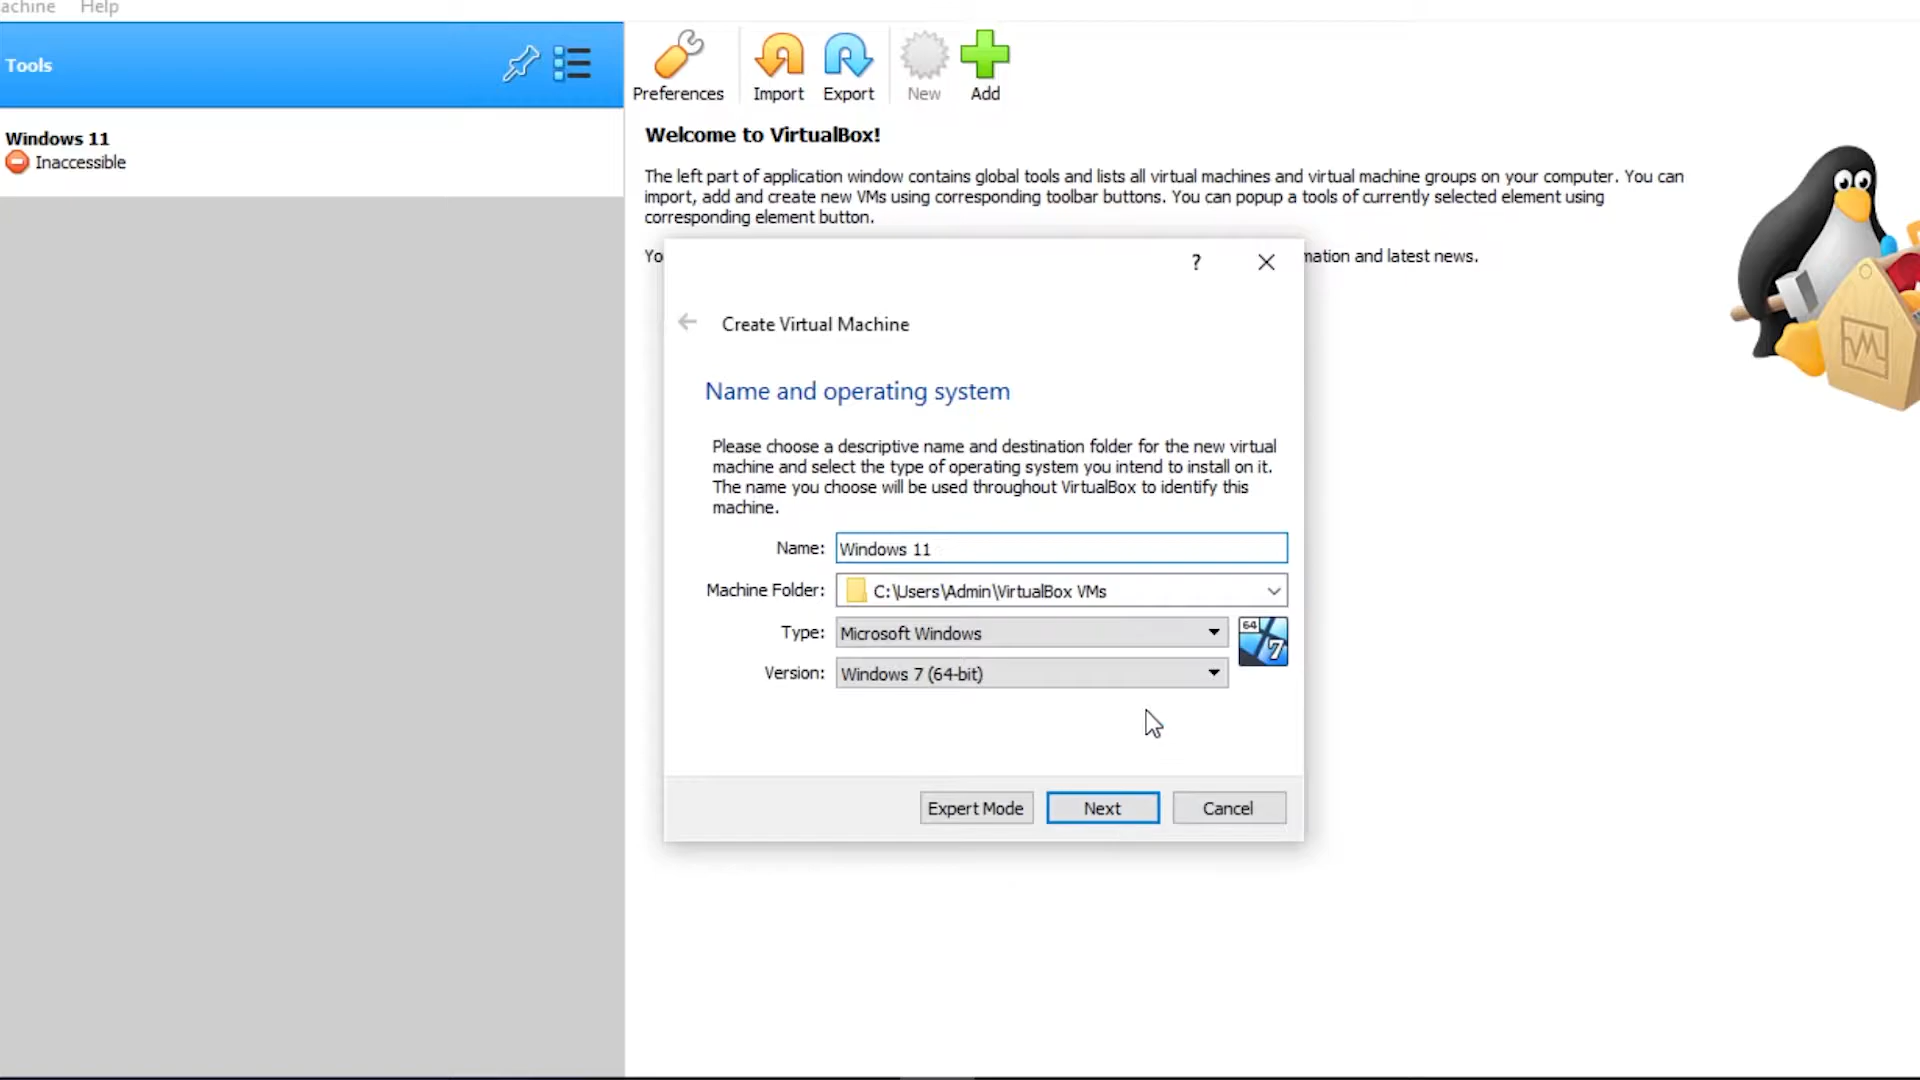 achine Help
Tools
Preferences
Import
Export
New
Add
Windows 11
Inaccessible
Welcome to VirtualBox!
The left part of application window contains global tools and lists all virtual machines and virtual machine groups on your computer. You can
import, add and create new VMs using corresponding toolbar buttons. You can popup a tools of currently selected element using
corresponding element button.
Yo
mation and latest news.
?
Create Virtual Machine
Name and operating system
Please choose a descriptive name and destination folder for the new virtual
machine and select the type of operating system you intend to install on it.
The name you choose will be used throughout VirtualBox to identify this
machine.
Name: Windows 11
Machine Folder: C:\Users\Admin\VirtualBox VMs
Type: Microsoft Windows
64
7
Version: Windows 7 (64-bit)
Expert Mode
Next
Cancel